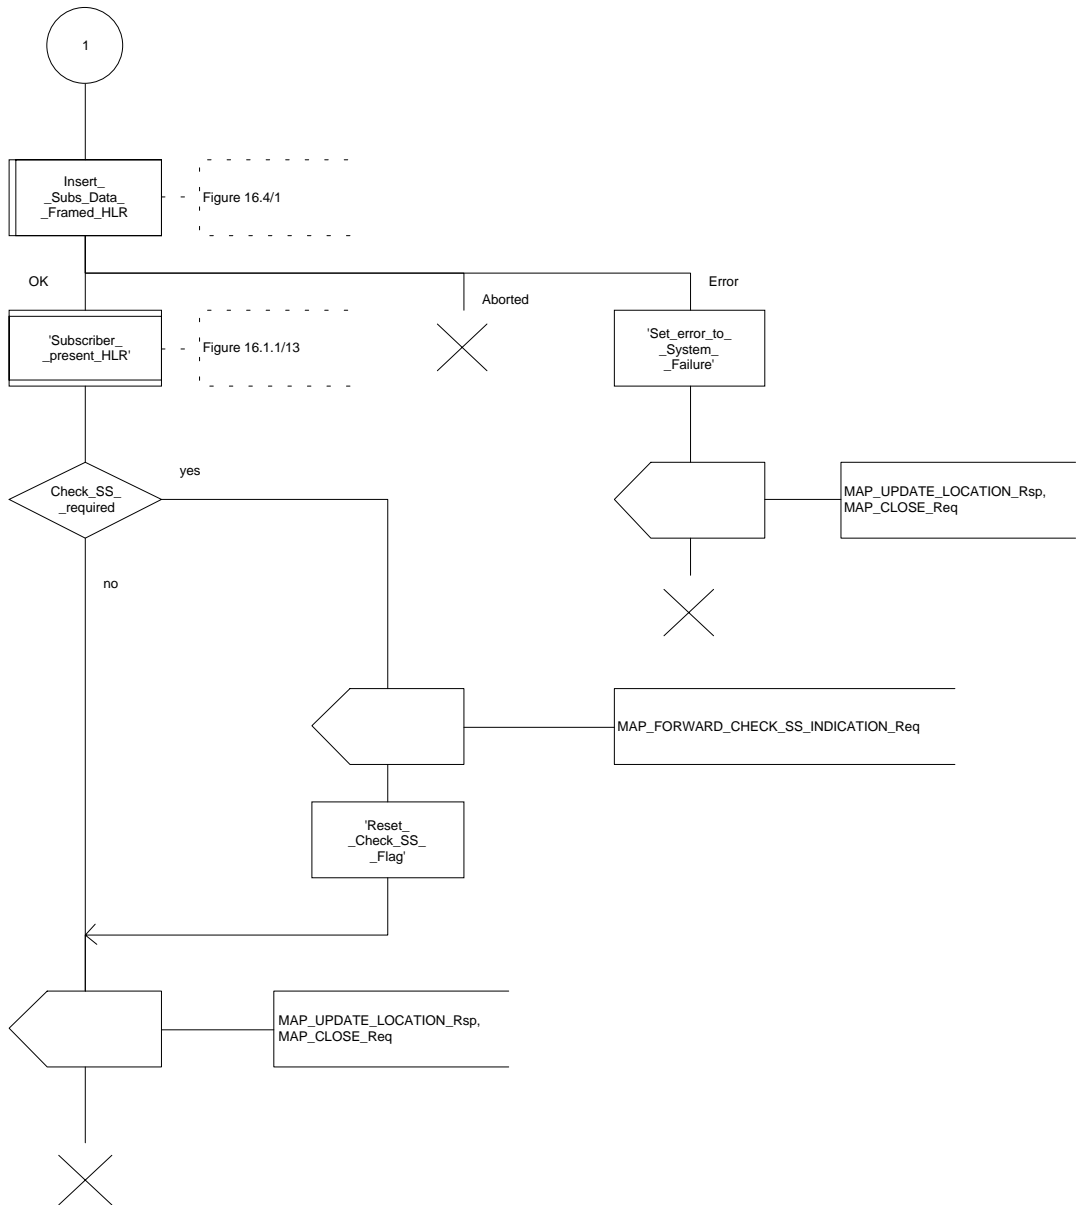 1
Insert_
_Subs_Data_
_Framed_HLR
Figure 16.4/1
OK
Aborted
Error
'Subscriber_
_present_HLR'
Figure 16.1.1/13
'Set_error_to_
_System_
_Failure'
Check_SS_
_required
yes
MAP_UPDATE_LOCATION_Rsp,
MAP_CLOSE_Req
no
MAP_FORWARD_CHECK_SS_INDICATION_Req
'Reset_
_Check_SS_
_Flag'
MAP_UPDATE_LOCATION_Rsp,
MAP_CLOSE_Req